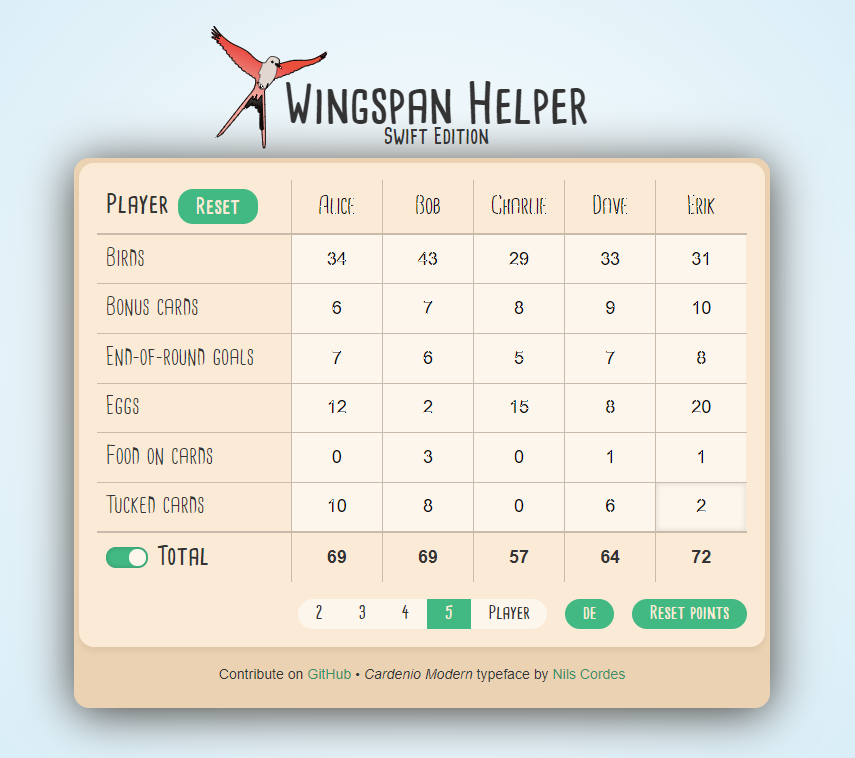 Wingspan Helper
Swift Edition
Player Reset Alice Bob Charlie Dave Erik
Birds 34 43 29 33 31
Bonus cards 6 7 8 9 10
End-of-round goals 7 6 5 7 8
Eggs 12 2 15 8 20
Food on cards 0 3 0 1 1
Tucked cards 10 8 0 6 2
Total 69 69 57 64 72
2 3 4 5 Player DE Reset points
Contribute on GitHub • Cardenio Modern typeface by Nils Cordes